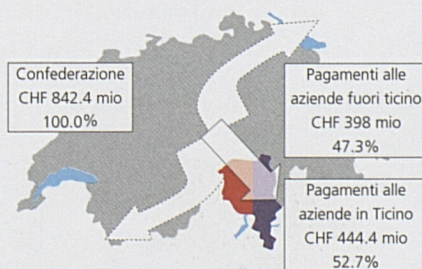 Confederazione
CHF 842.4 mio
100.0%
Pagamenti alle
aziende fuori ticino
CHF 398 mio
47.3%
Pagamenti alle
aziende in Ticino
CHF 444.4 mio
52.7%